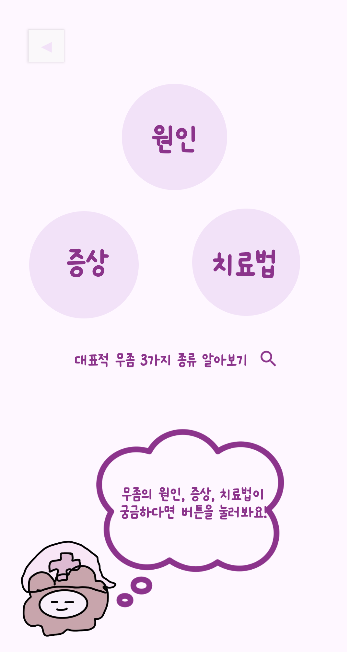 원인
증상
치료법
대표적 무좀 3가지 종류 알아보기
무좀의 원인, 증상, 치료법이
궁금하다면 버튼을 눌러봐요!